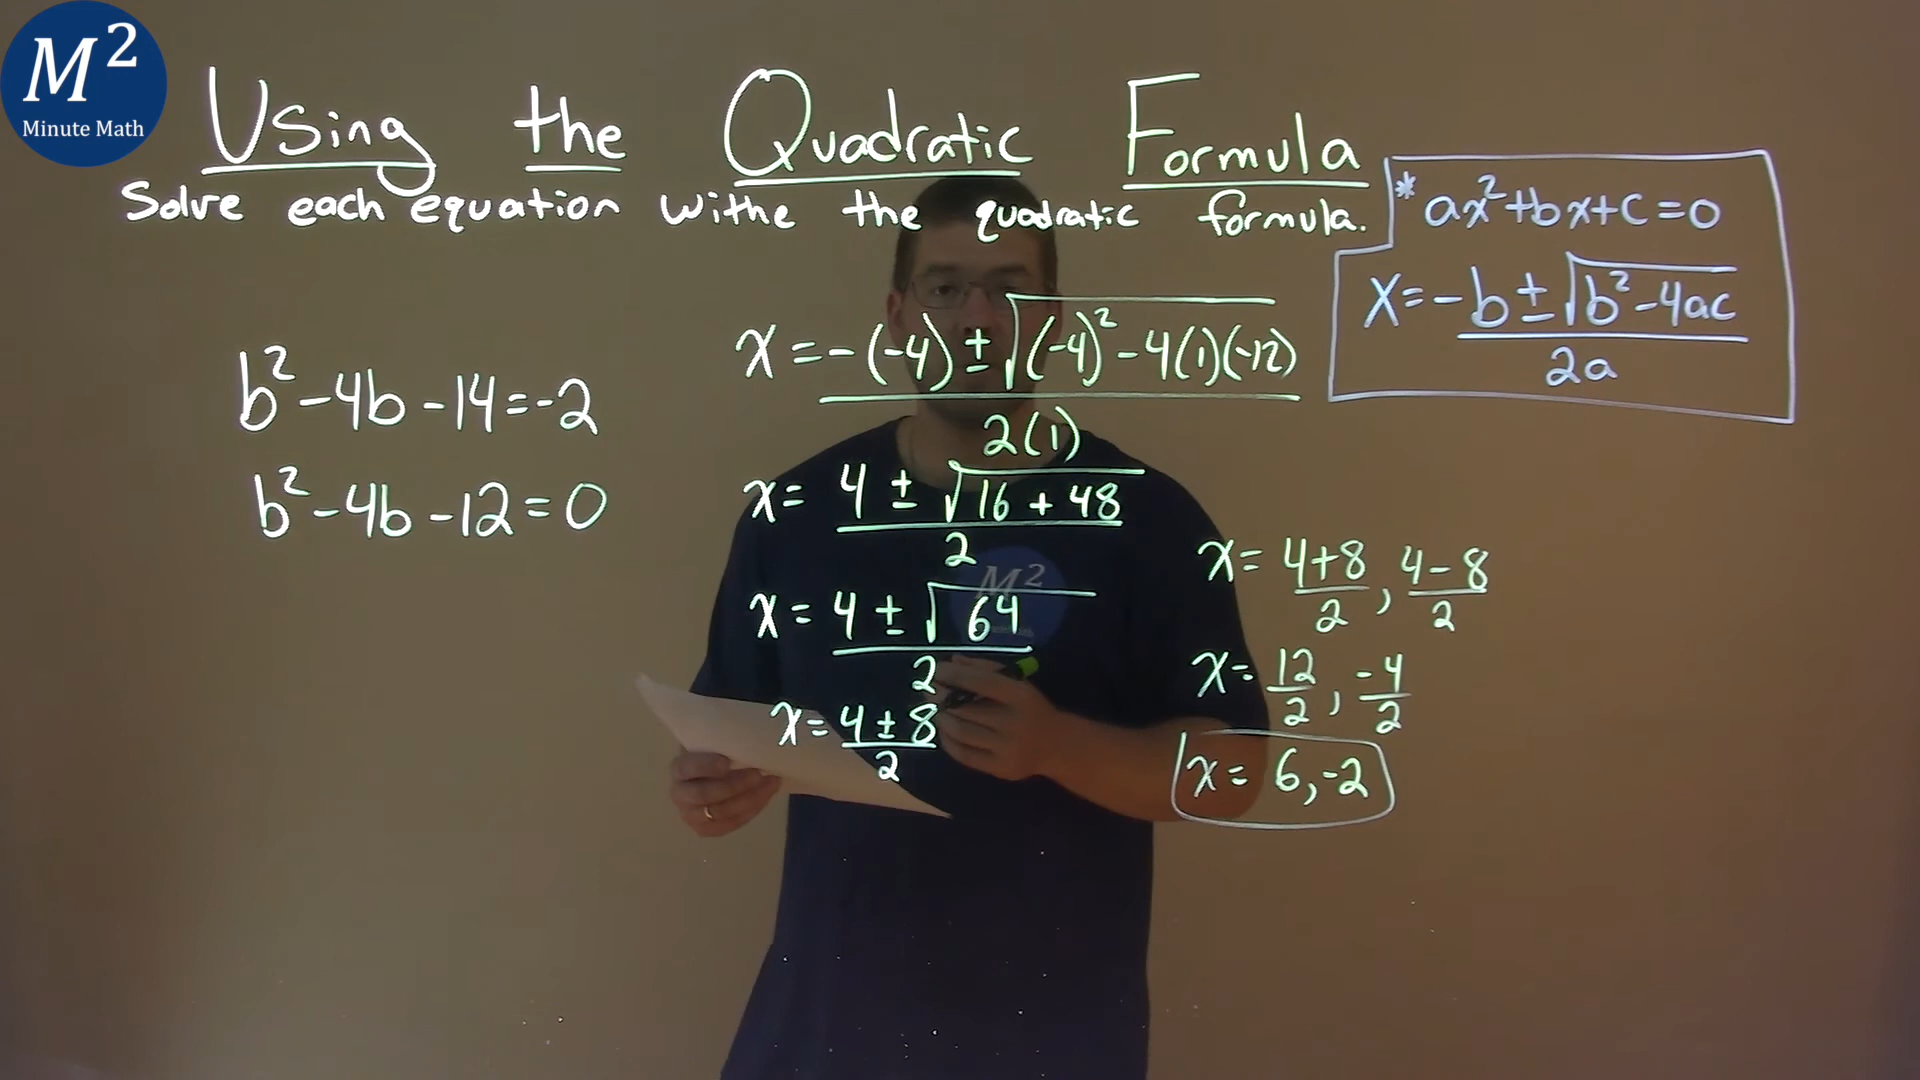 M²
Minute Math
Using the Quadratic Formula
Solve each equation withe the quadratic formula.
* ax²+bx+c=0
x = -b ± √(b²-4ac) / 2a
b²-4b-14=-2
b²-4b-12=0
x = -(-4) ± √((-4)²-4(1)(-12)) / 2(1)
x = 4 ± √(16+48) / 2
x = 4 ± √64 / 2
x = 4 ± 8 / 2
x = 4+8 / 2 , 4-8 / 2
x = 12/2 , -4/2
x = 6, -2
M²